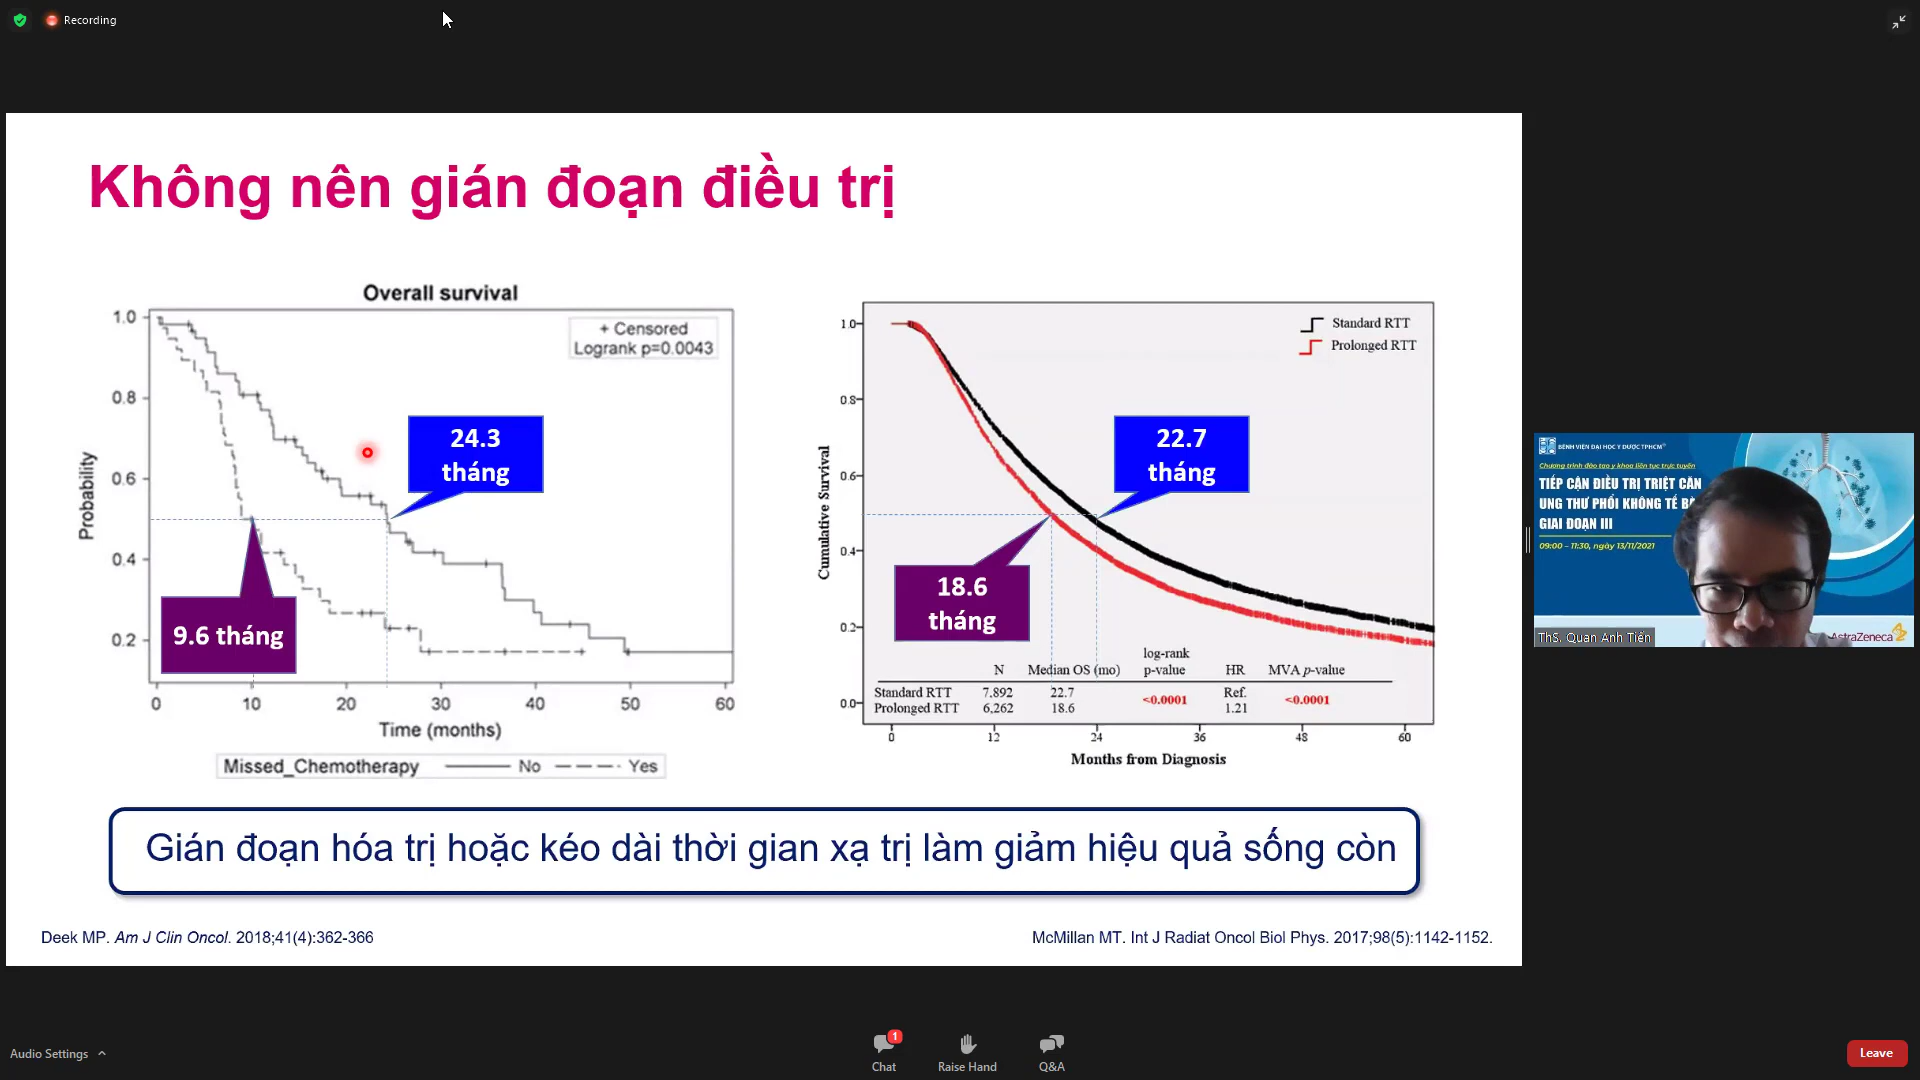 Recording
Không nên gián đoạn điều trị
Overall survival
+ Censored
Logrank p=0.0043
1.0
0.8
0.6
0.4
0.2
Probability
24.3
tháng
9.6 tháng
0 10 20 30 40 50 60
Time (months)
Missed_Chemotherapy No Yes
Standard RTT
Prolonged RTT
1.0
0.8
0.6
0.4
0.2
0.0
Cumulative Survival
22.7
tháng
18.6
tháng
log-rank
N Median OS (mo) p-value HR MVA p-value
Standard RTT 7,892 22.7 <0.0001 Ref. <0.0001
Prolonged RTT 6,262 18.6 1.21
0 12 24 36 48 60
Months from Diagnosis
Gián đoạn hóa trị hoặc kéo dài thời gian xạ trị làm giảm hiệu quả sống còn
Deek MP. Am J Clin Oncol. 2018;41(4):362-366
McMillan MT. Int J Radiat Oncol Biol Phys. 2017;98(5):1142-1152.
BỆNH VIỆN ĐẠI HỌC Y DƯỢC TPHCM
Chương trình đào tạo y khoa liên tục trực tuyến
TIẾP CẬN ĐIỀU TRỊ TRIỆT CĂN
UNG THƯ PHỔI KHÔNG TẾ B
GIAI ĐOẠN III
09:00 - 11:30, ngày 13/11/2021
AstraZeneca
ThS. Quan Anh Tiến
Audio Settings
1
Chat
Raise Hand
Q&A
Leave